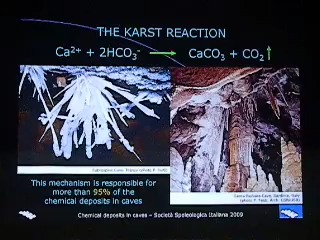 THE KARST REACTION
Ca²⁺ + 2HCO₃⁻ → CaCO₃ + CO₂↑
This mechanism is responsible for
more than 95% of the
chemical deposits in caves
Chemical deposits in caves – Società Speleologica Italiana 2009